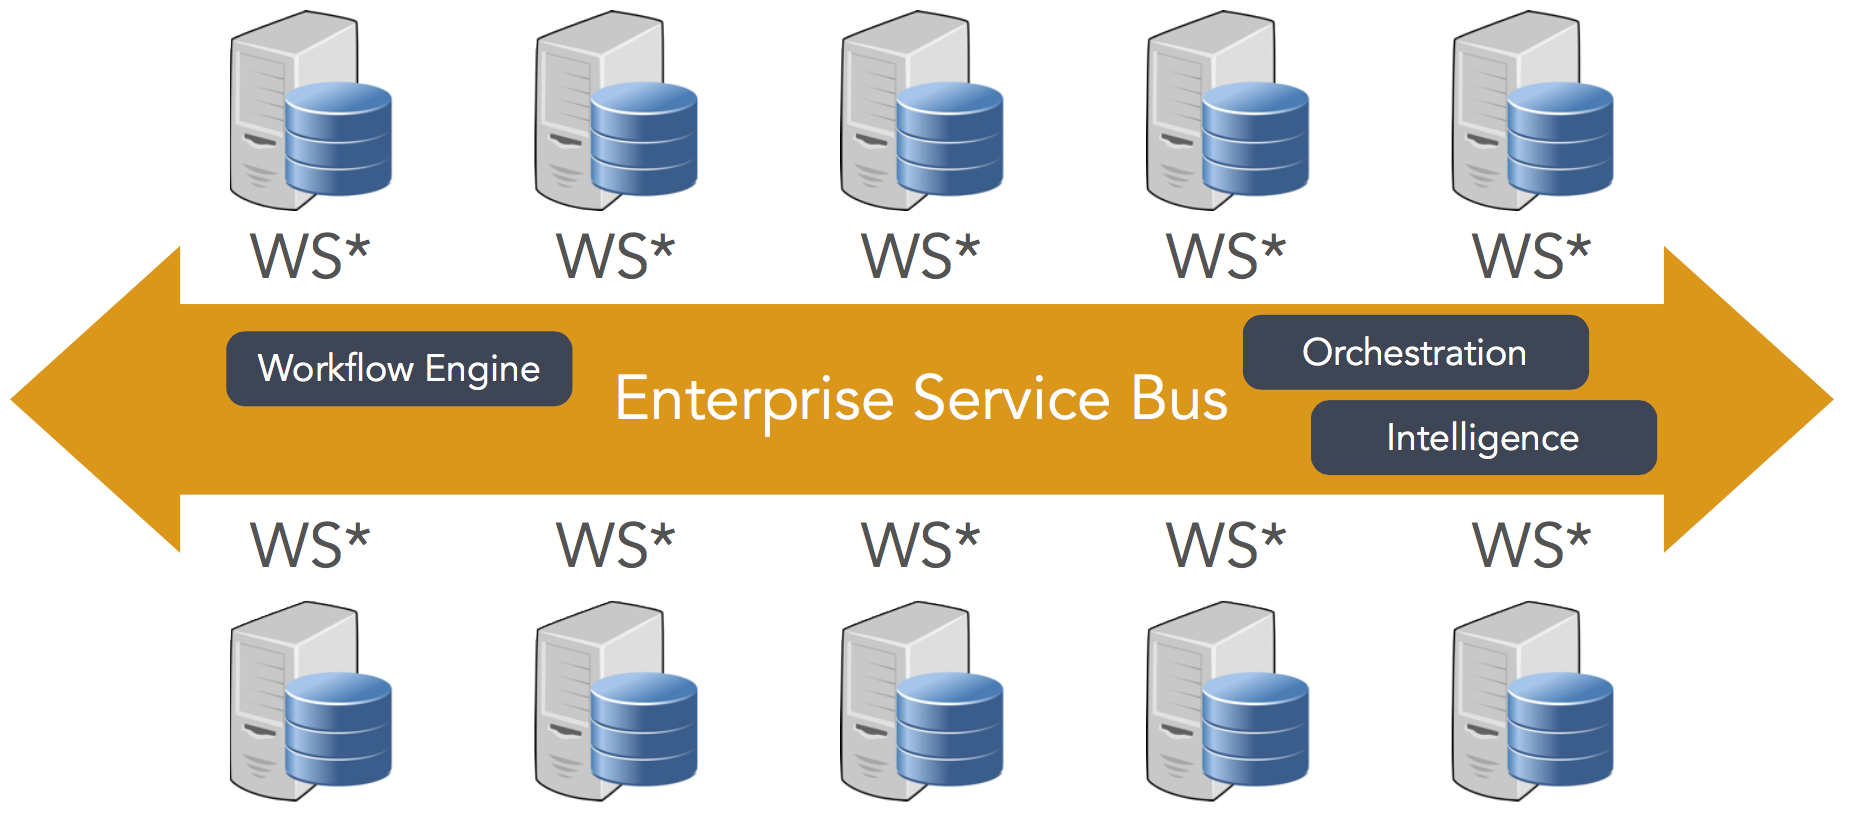 WS*
WS*
WS*
WS*
WS*
Workflow Engine
Enterprise Service Bus
Orchestration
Intelligence
WS*
WS*
WS*
WS*
WS*